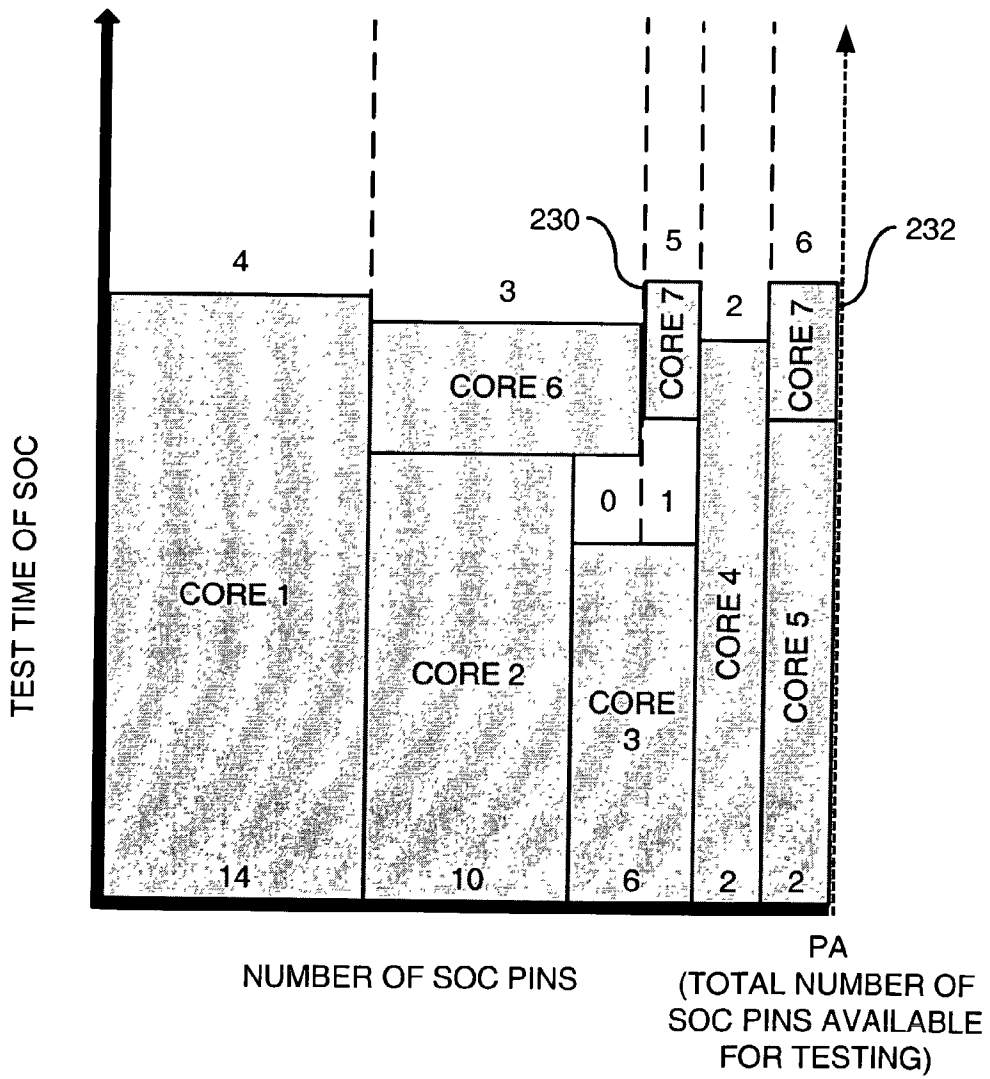 230
5
6
232
4
3
2
CORE 7
CORE 7
CORE 6
0
1
TEST TIME OF SOC
CORE 1
CORE 2
CORE
3
CORE 4
CORE 5
14
10
6
2
2
NUMBER OF SOC PINS
PA
(TOTAL NUMBER OF
SOC PINS AVAILABLE
FOR TESTING)